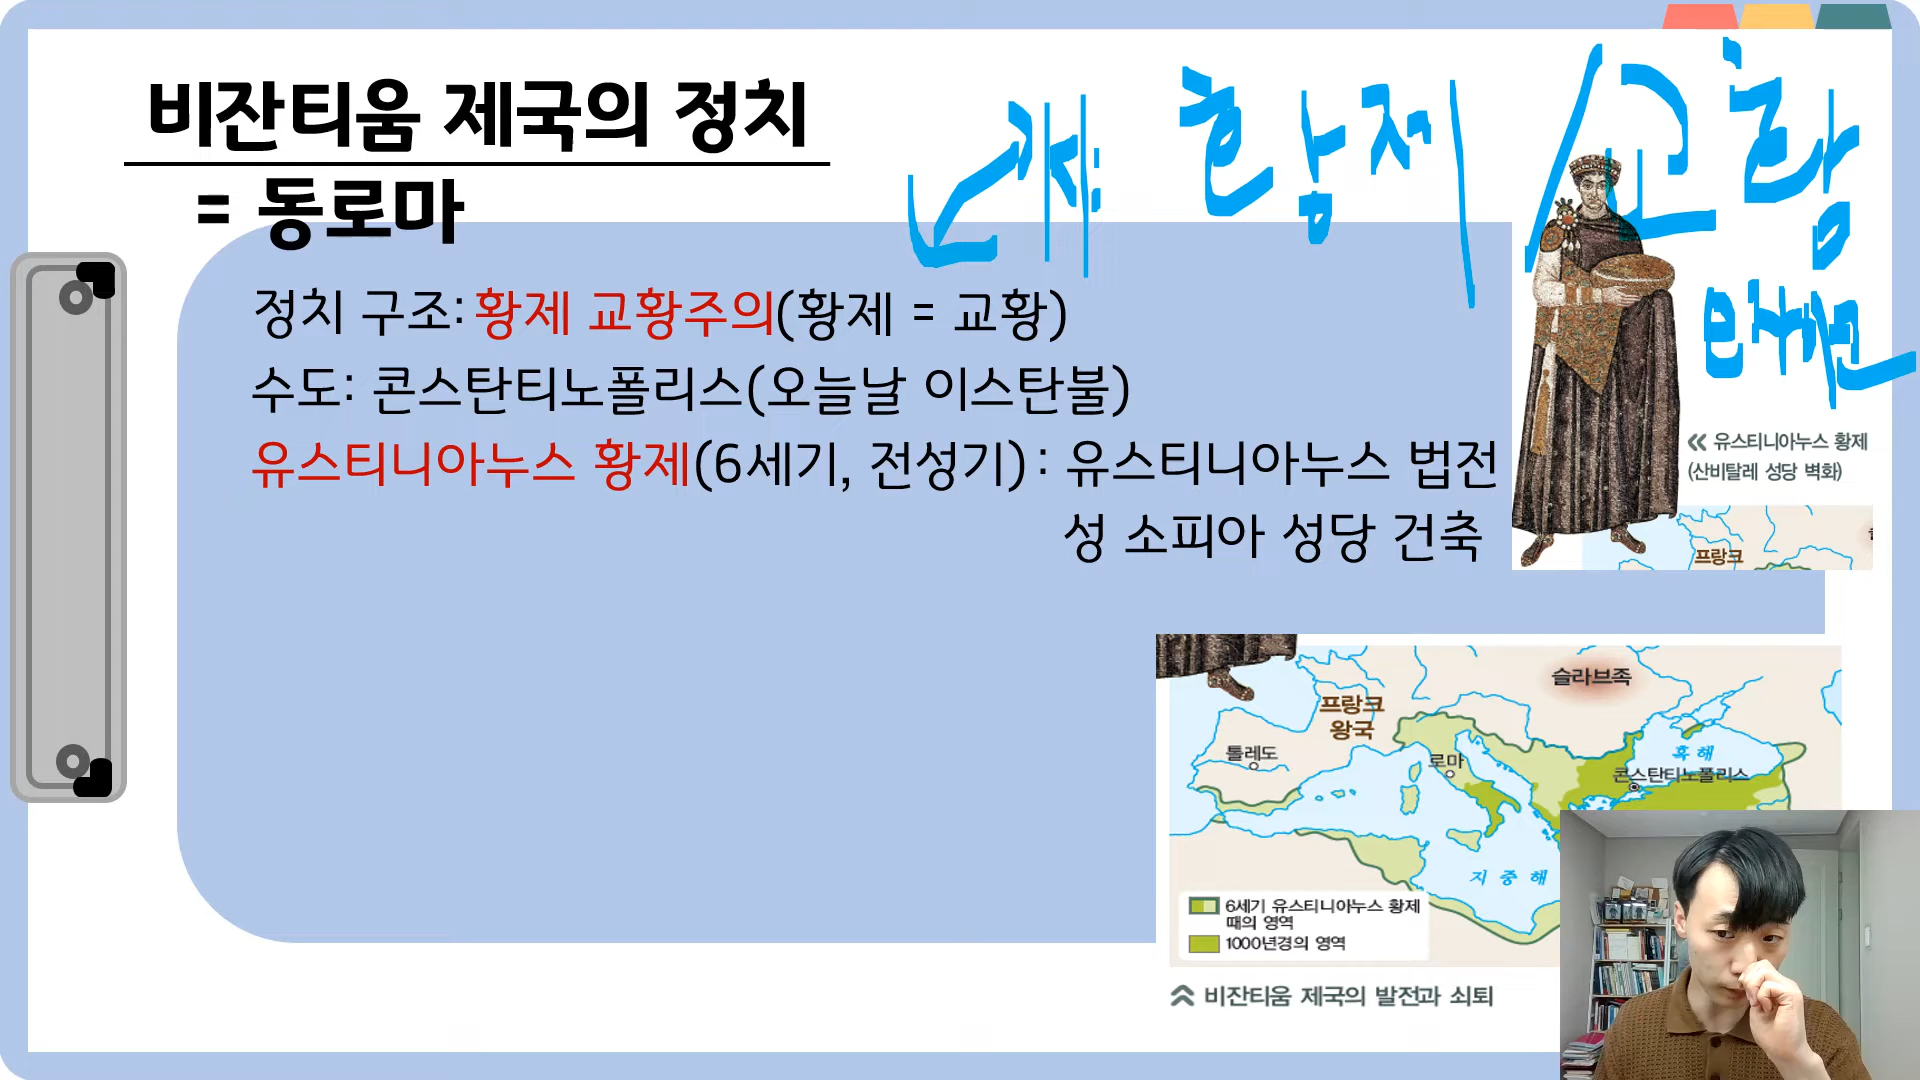 비잔티움 제국의 정치
= 동로마
황제 / 교황
정치 구조: 황제 교황주의(황제 = 교황)
수도: 콘스탄티노폴리스(오늘날 이스탄불)
유스티니아누스 황제(6세기, 전성기) : 유스티니아누스 법전
성 소피아 성당 건축
« 유스티니아누스 황제
(산비탈레 성당 벽화)
프랑크
슬라브족
프랑크
왕국
톨레도
로마
흑해
콘스탄티노폴리스
지중해
6세기 유스티니아누스 황제
때의 영역
1000년경의 영역
비잔티움 제국의 발전과 쇠퇴